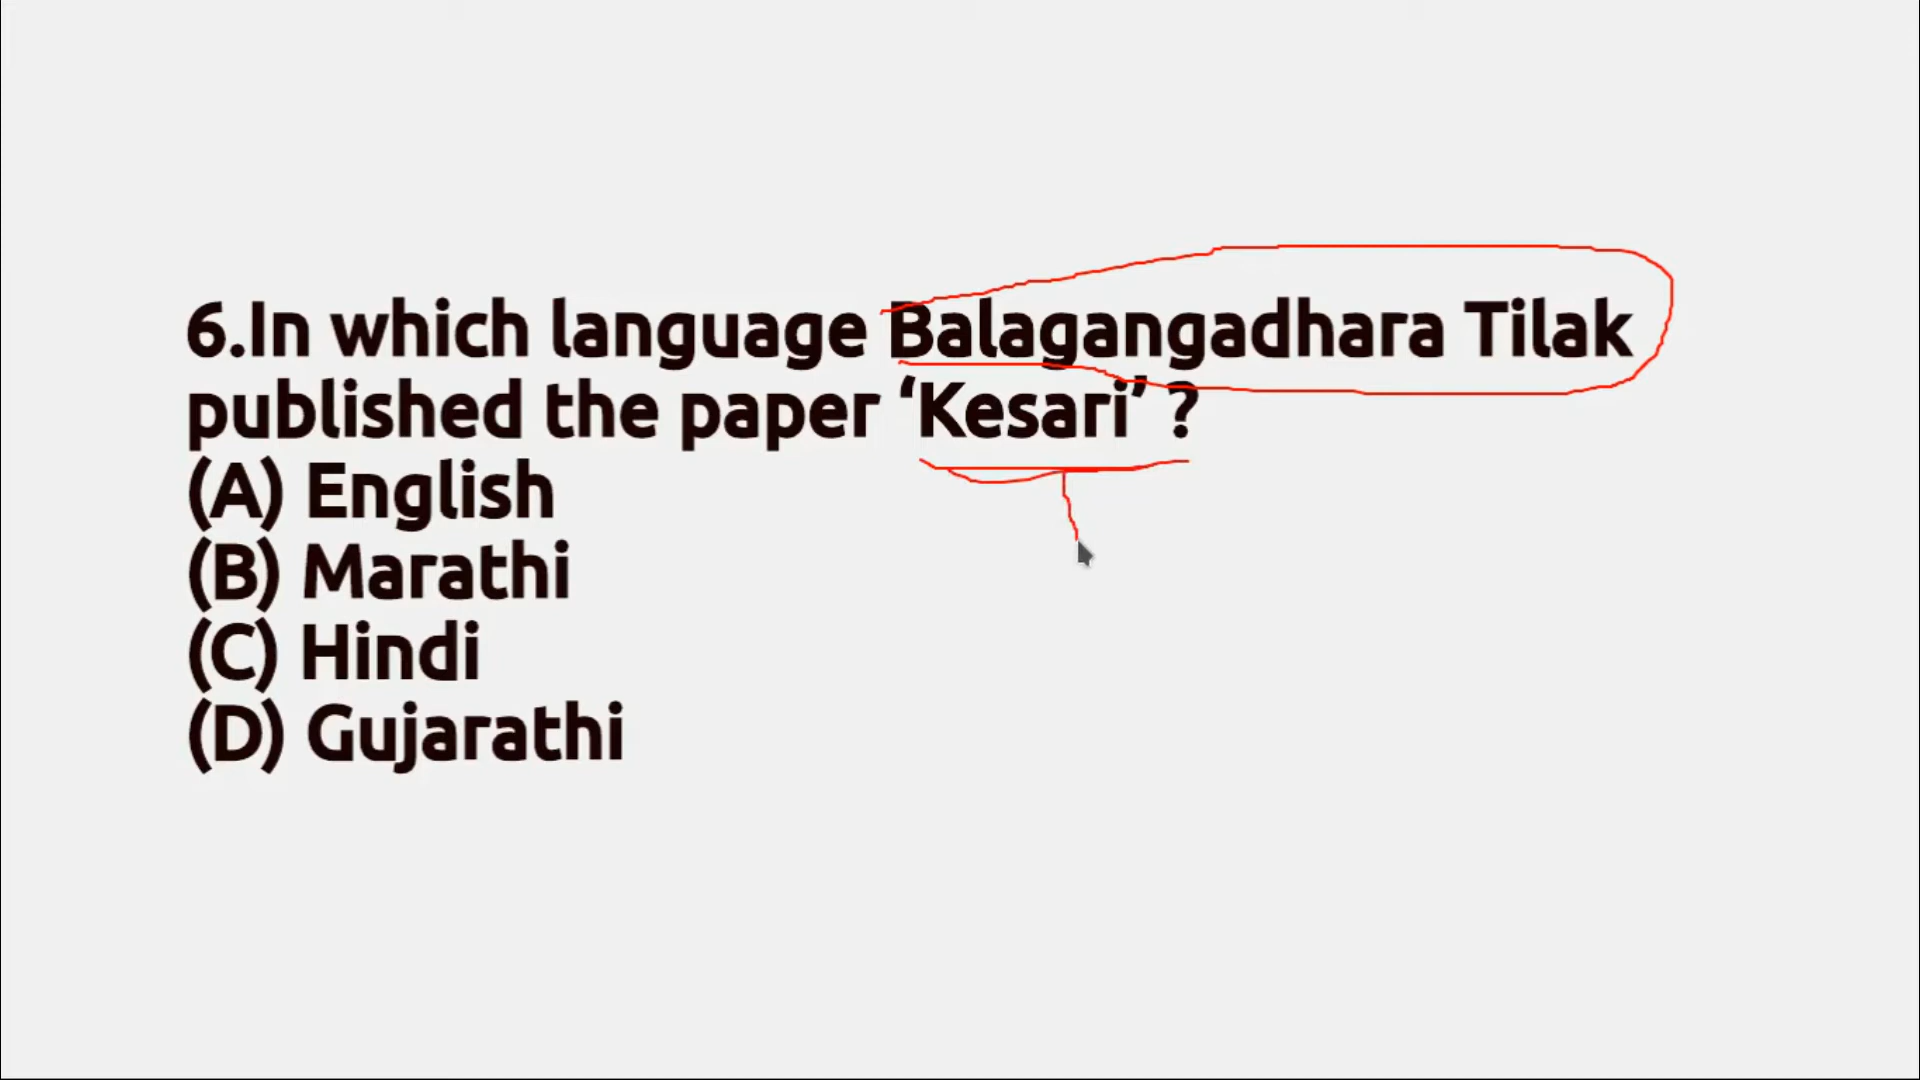 6.In which language Balagangadhara Tilak
published the paper ‘Kesari’ ?
(A) English
(B) Marathi
(C) Hindi
(D) Gujarathi